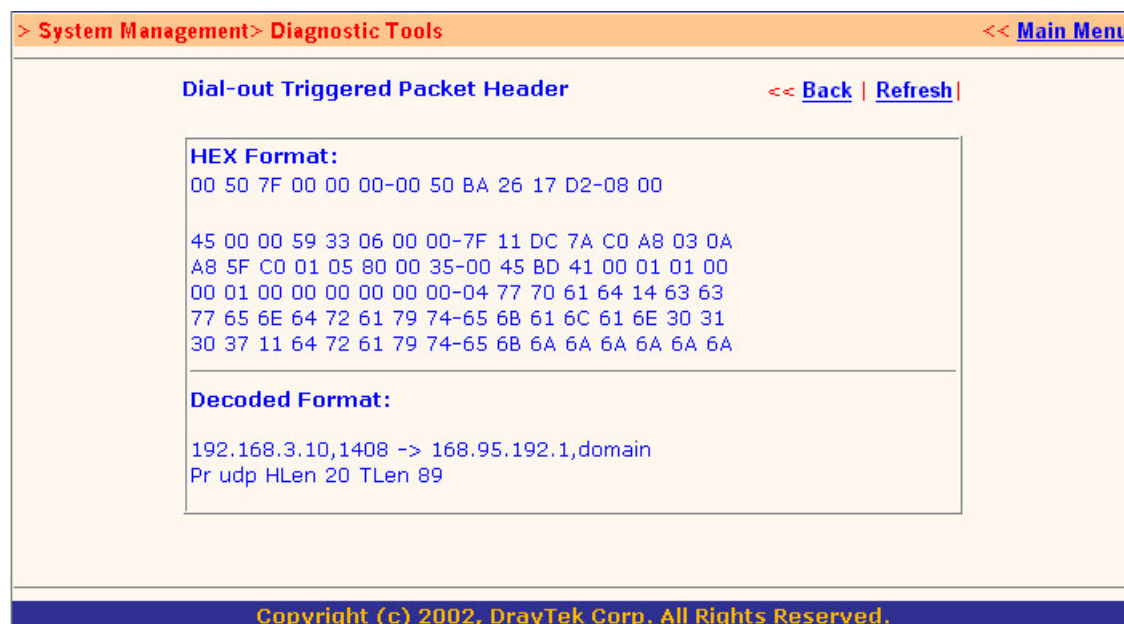 > System Management> Diagnostic Tools << Main Menu
Dial-out Triggered Packet Header << Back | Refresh|
HEX Format:
00 50 7F 00 00 00-00 50 BA 26 17 D2-08 00
45 00 00 59 33 06 00 00-7F 11 DC 7A C0 A8 03 0A
A8 5F C0 01 05 80 00 35-00 45 BD 41 00 01 01 00
00 01 00 00 00 00 00 00-04 77 70 61 64 14 63 63
77 65 6E 64 72 61 79 74-65 6B 61 6C 61 6E 30 31
30 37 11 64 72 61 79 74-65 6B 6A 6A 6A 6A 6A 6A
Decoded Format:
192.168.3.10,1408 -> 168.95.192.1,domain
Pr udp HLen 20 TLen 89
Copyright (c) 2002, DrayTek Corp. All Rights Reserved.